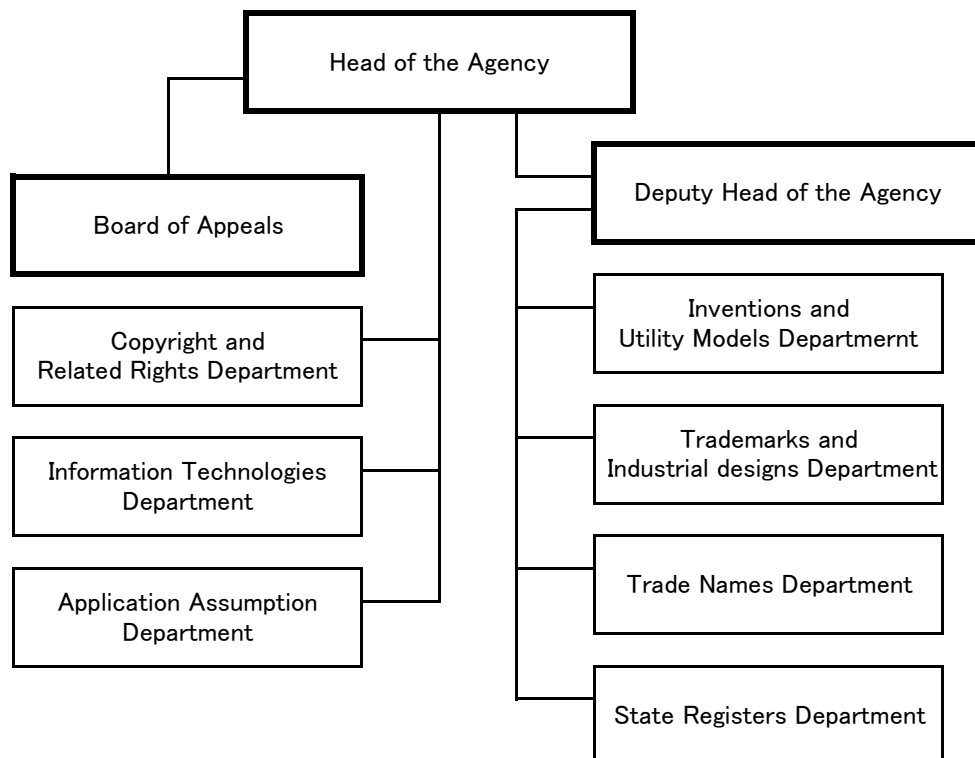 Head of the Agency
Deputy Head of the Agency
Board of Appeals
Inventions and
Utility Models Departmernt
Copyright and
Related Rights Department
Trademarks and
Industrial designs Department
Information Technologies
Department
Trade Names Department
Application Assumption
Department
State Registers Department